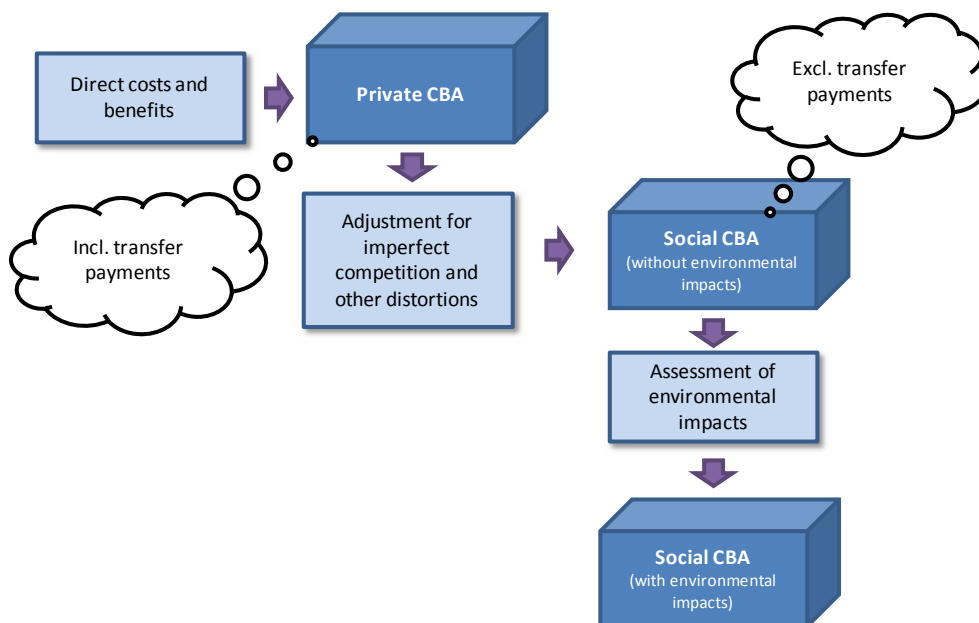 Direct costs and
benefits
Private CBA
Excl. transfer
payments
Incl. transfer
payments
Adjustment for
imperfect
competition and
other distortions
Social CBA
(without environmental
impacts)
Assessment of
environmental
impacts
Social CBA
(with environmental
impacts)